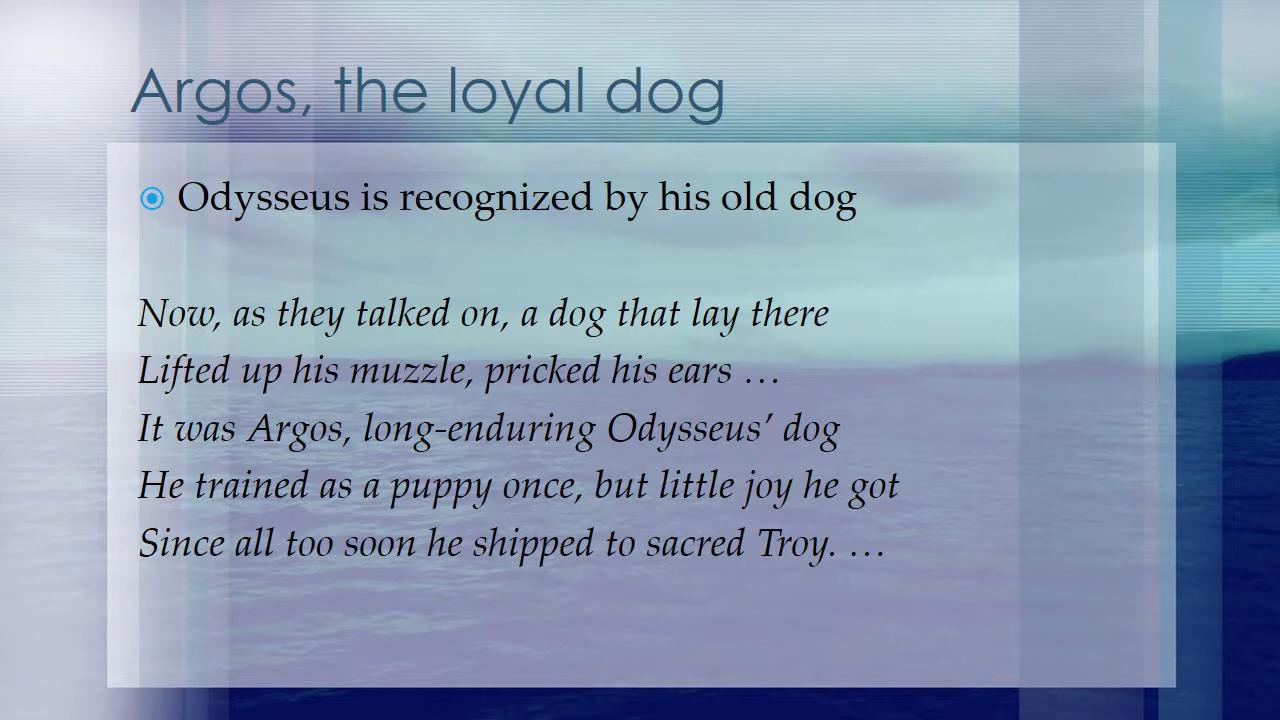 Argos, the loyal dog
Odysseus is recognized by his old dog
Now, as they talked on, a dog that lay there
Lifted up his muzzle, pricked his ears …
It was Argos, long-enduring Odysseus’ dog
He trained as a puppy once, but little joy he got
Since all too soon he shipped to sacred Troy. …